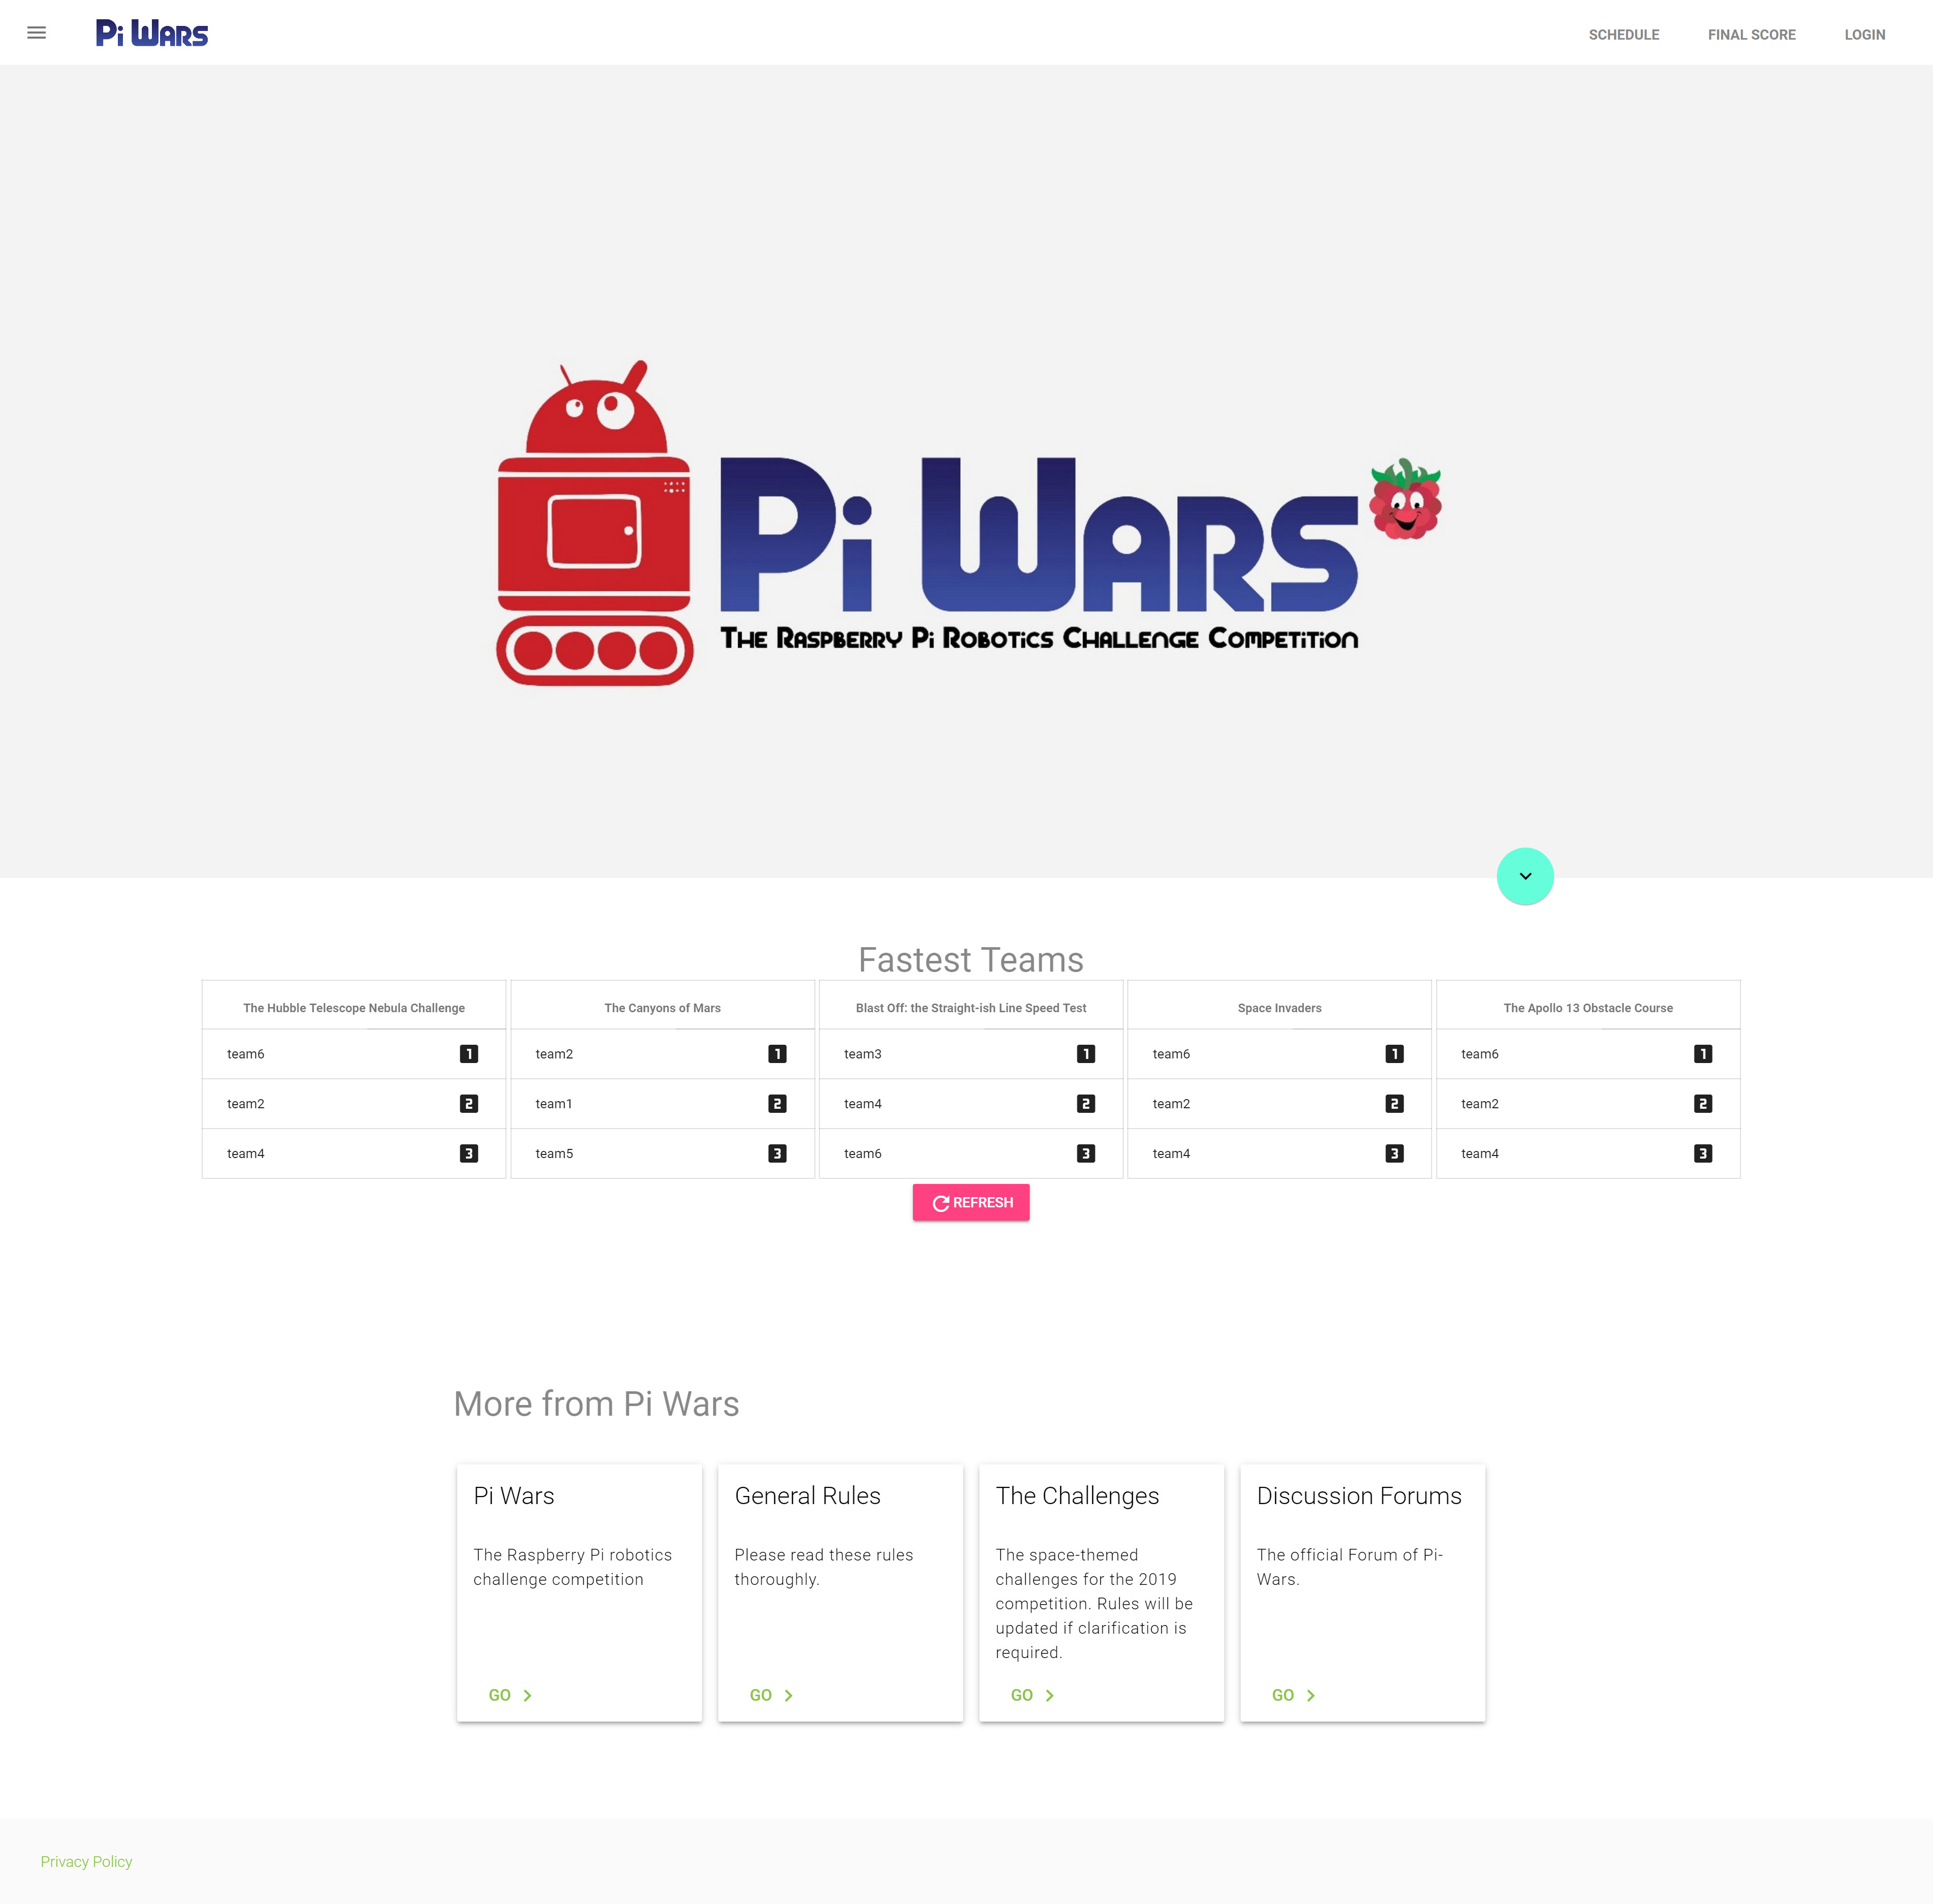 Pi Wars
SCHEDULE FINAL SCORE LOGIN
Pi Wars
The Raspberry Pi Robotics Challenge Competition
Fastest Teams
The Hubble Telescope Nebula Challenge
team6 1
team2 2
team4 3
The Canyons of Mars
team2 1
team1 2
team5 3
Blast Off: the Straight-ish Line Speed Test
team3 1
team4 2
team6 3
Space Invaders
team6 1
team2 2
team4 3
The Apollo 13 Obstacle Course
team6 1
team2 2
team4 3
REFRESH
More from Pi Wars
Pi Wars
The Raspberry Pi robotics
challenge competition
GO
General Rules
Please read these rules
thoroughly.
GO
The Challenges
The space-themed
challenges for the 2019
competition. Rules will be
updated if clarification is
required.
GO
Discussion Forums
The official Forum of Pi-
Wars.
GO
Privacy Policy